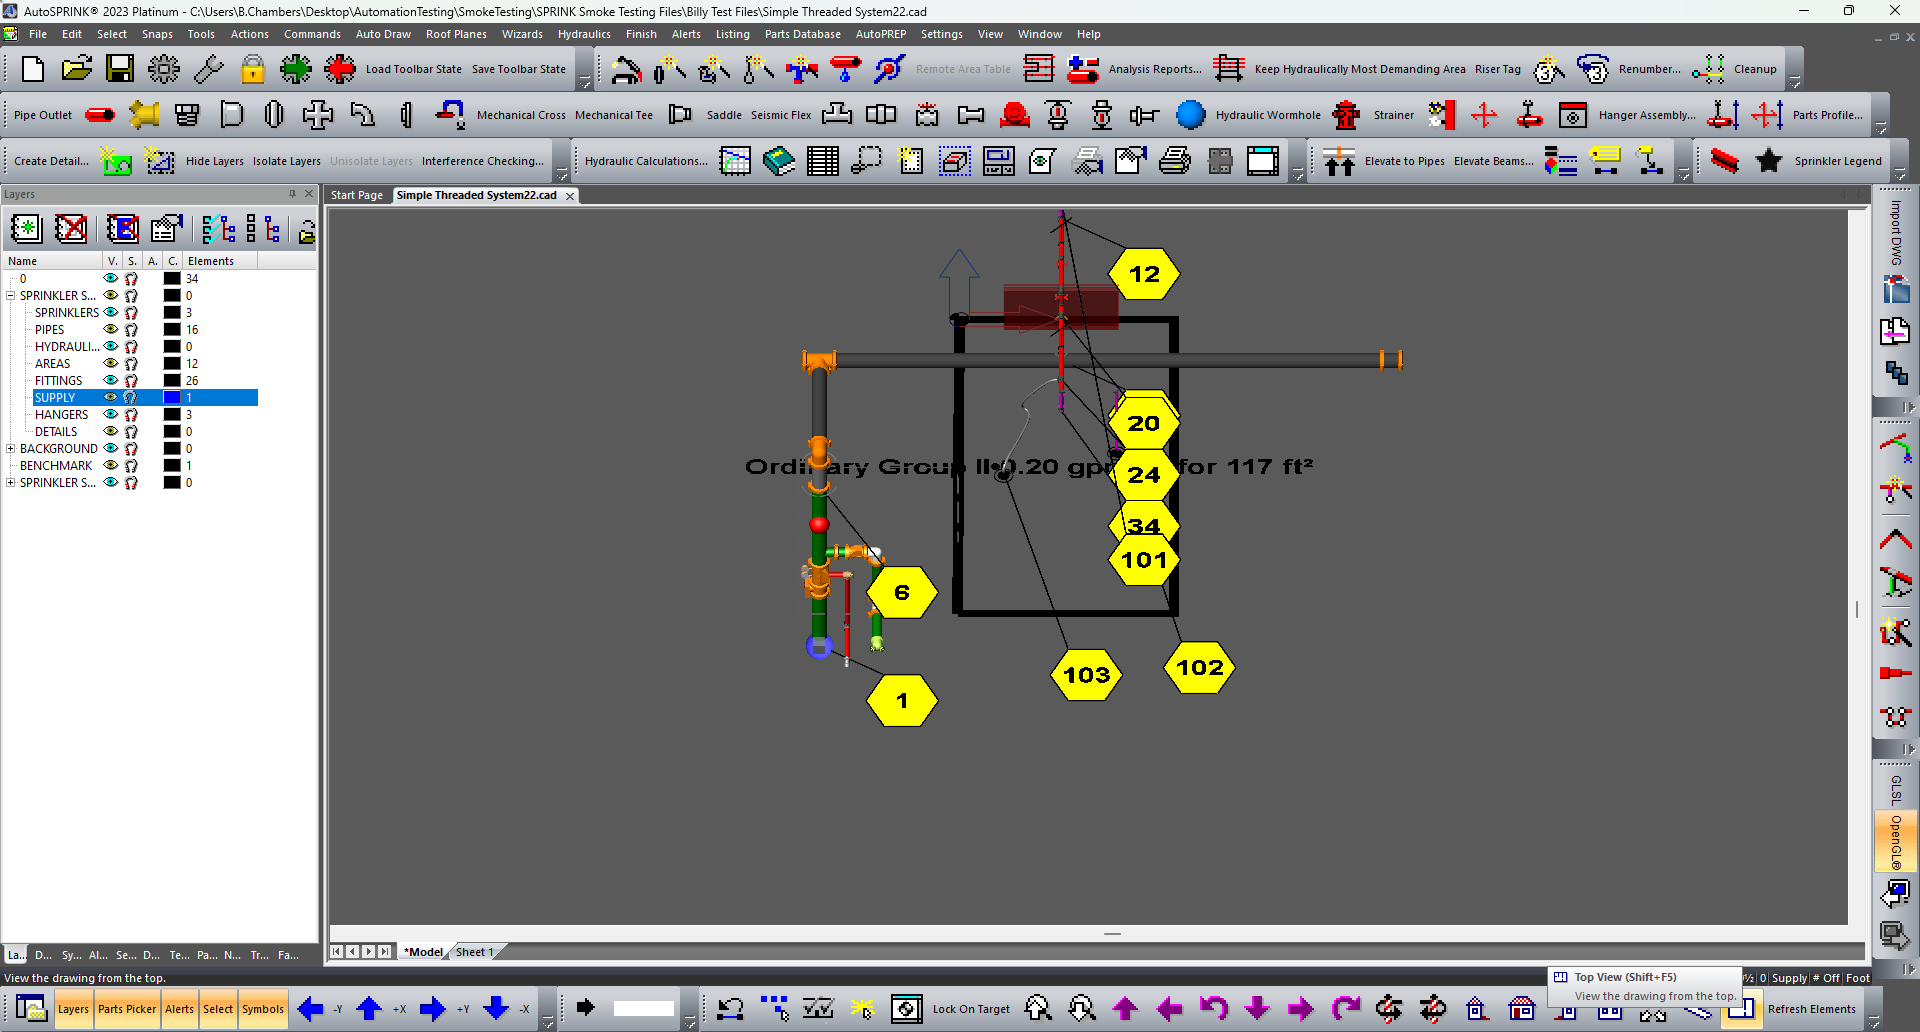 AutoSPRINK® 2023 Platinum - C:\Users\B.Chambers\Desktop\AutomationTesting\SmokeTesting\SPRINK Smoke Testing Files\Billy Test Files\Simple Threaded System22.cad
File Edit Select Snaps Tools Actions Commands Auto Draw Roof Planes Wizards Hydraulics Finish Alerts Listing Parts Database AutoPREP Settings View Window Help
Load Toolbar State Save Toolbar State Remote Area Table Analysis Reports... Keep Hydraulically Most Demanding Area Riser Tag Renumber... Cleanup
Pipe Outlet Mechanical Cross Mechanical Tee Saddle Seismic Flex Hydraulic Wormhole Strainer Hanger Assembly... Parts Profile...
Create Detail... Hide Layers Isolate Layers Unisolate Layers Interference Checking... Hydraulic Calculations... Elevate to Pipes Elevate Beams... Sprinkler Legend
Layers
Start Page Simple Threaded System22.cad
Name V. S. A. C. Elements
0 34
SPRINKLER S... 0
SPRINKLERS 3
PIPES 16
HYDRAULI... 0
AREAS 12
FITTINGS 26
SUPPLY 1
HANGERS 3
DETAILS 0
BACKGROUND 0
BENCHMARK 1
SPRINKLER S... 0
12
20
Ordinary Group II 0.20 for 117 ft²
24
34
101
6
103
102
1
Import DWG
GLSL
OpenGL®
La... D... Sy... Al... Se... D... Te... Pa... N... Tr... Fa...
*Model Sheet 1
View the drawing from the top.
Top View (Shift+F5)
View the drawing from the top.
0 Supply # Off Foot
Layers Parts Picker Alerts Select Symbols -Y +X +Y -X Lock On Target Refresh Elements